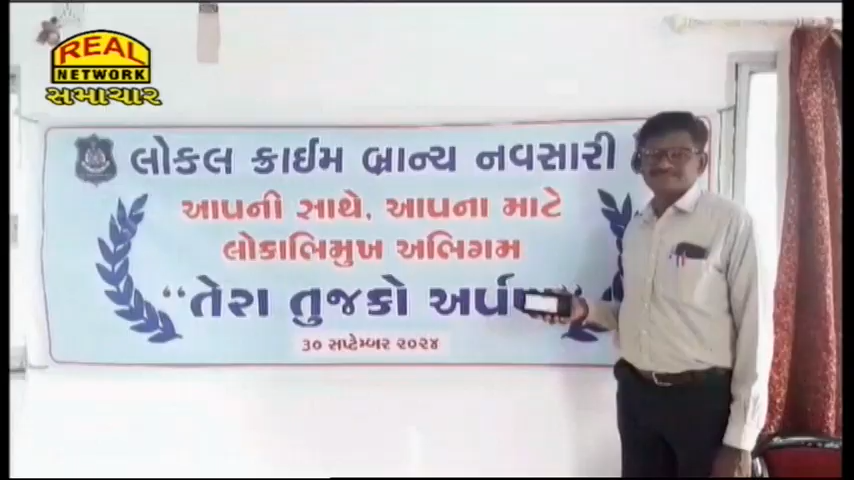 REAL
NETWORK
સમાચાર
લોકલ ક્રાઈમ બ્રાન્ચ નવસારી
આપની સાથે, આપના માટે
લોકાભિમુખ અભિગમ
"તેરા તુજકો અર્પણ"
૩૦ સપ્ટેમ્બર ૨૦૨૪